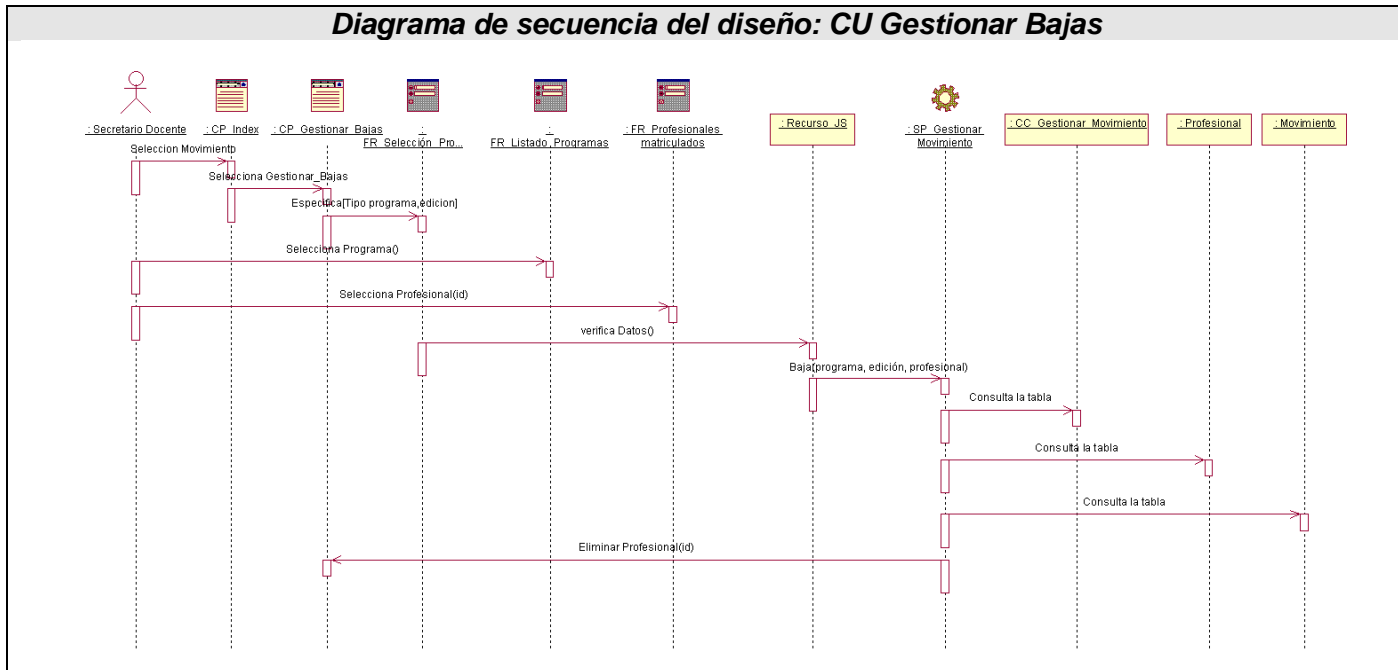 Diagrama de secuencia del diseño: CU Gestionar Bajas
: Secretario Docente
: CP_Index
: CP_Gestionar_Bajas
:
FR_Selección_Pro...
:
FR_Listado_Programas
: FR_Profesionales
matriculados
: Recurso_JS
: SP_Gestionar
Movimiento
: CC_Gestionar_Movimiento
: Profesional
: Movimiento
Seleccion Movimiento
Selecciona Gestionar_Bajas
Especifica[Tipo programa,edicion]
Selecciona Programa()
Selecciona Profesional(id)
verifica Datos()
Baja(programa, edición, profesional)
Consulta la tabla
Consulta la tabla
Consulta la tabla
Eliminar Profesional(id)